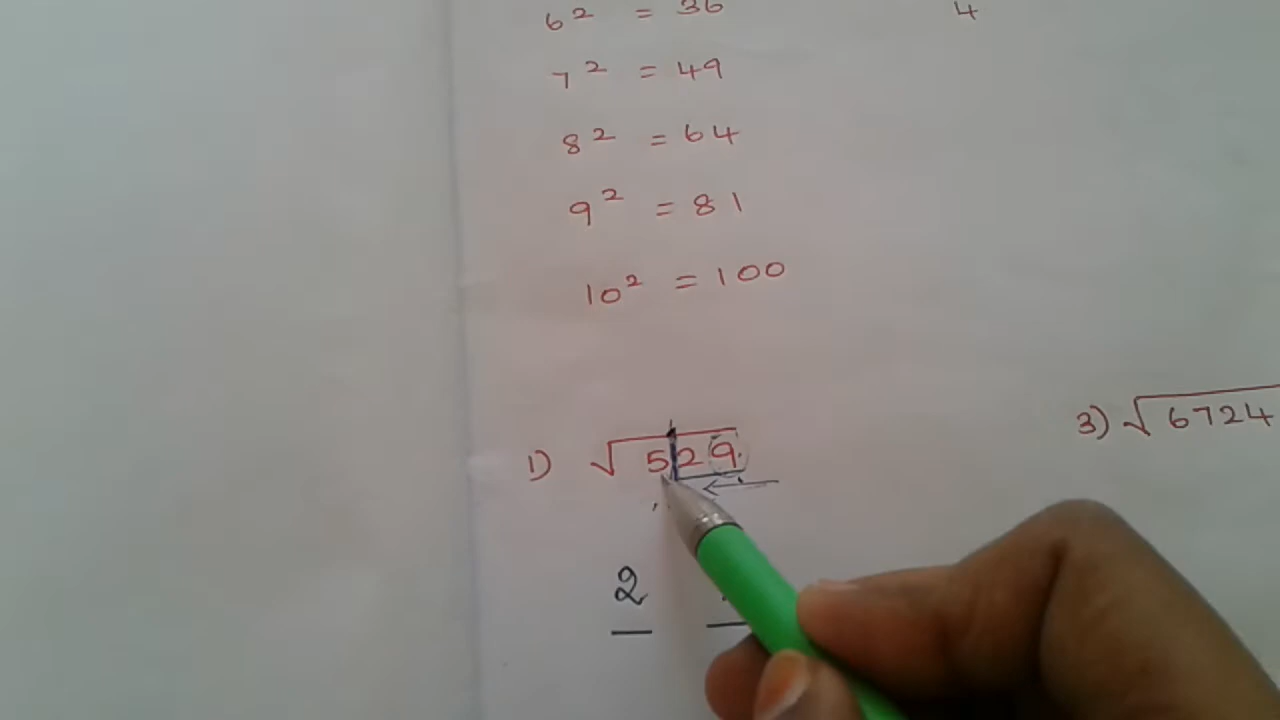 6² = 36
4
7² = 49
8² = 64
9² = 81
10² = 100
1) √529
3) √6724
2